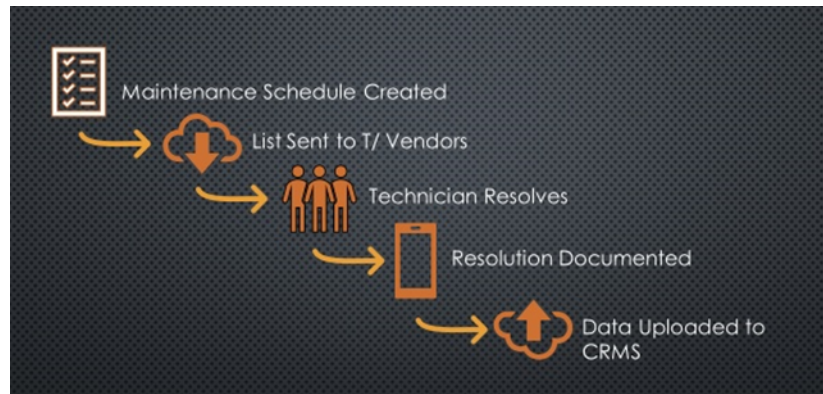 Maintenance Schedule Created
List Sent to T/ Vendors
Technician Resolves
Resolution Documented
Data Uploaded to
CRMS